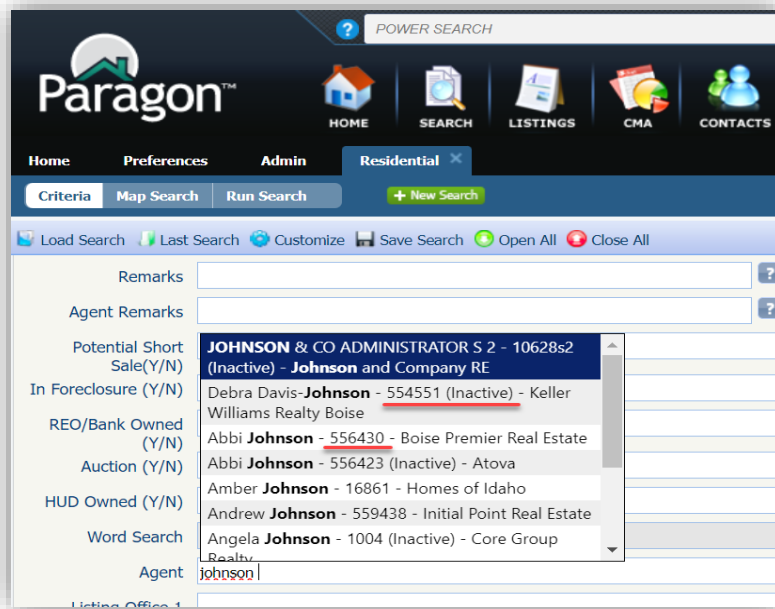 POWER SEARCH
Paragon™
HOME SEARCH LISTINGS CMA CONTACTS
Home Preferences Admin Residential
Criteria Map Search Run Search + New Search
Load Search Last Search Customize Save Search Open All Close All
Remarks
Agent Remarks
Potential Short
Sale(Y/N)
In Foreclosure (Y/N)
REO/Bank Owned
(Y/N)
Auction (Y/N)
HUD Owned (Y/N)
Word Search
JOHNSON & CO ADMINISTRATOR S 2 - 10628s2
(Inactive) - Johnson and Company RE
Debra Davis-Johnson - 554551 (Inactive) - Keller
Williams Realty Boise
Abbi Johnson - 556430 - Boise Premier Real Estate
Abbi Johnson - 556423 (Inactive) - Atova
Amber Johnson - 16861 - Homes of Idaho
Andrew Johnson - 559438 - Initial Point Real Estate
Angela Johnson - 1004 (Inactive) - Core Group
Realty
Agent johnson
Listing Office 1